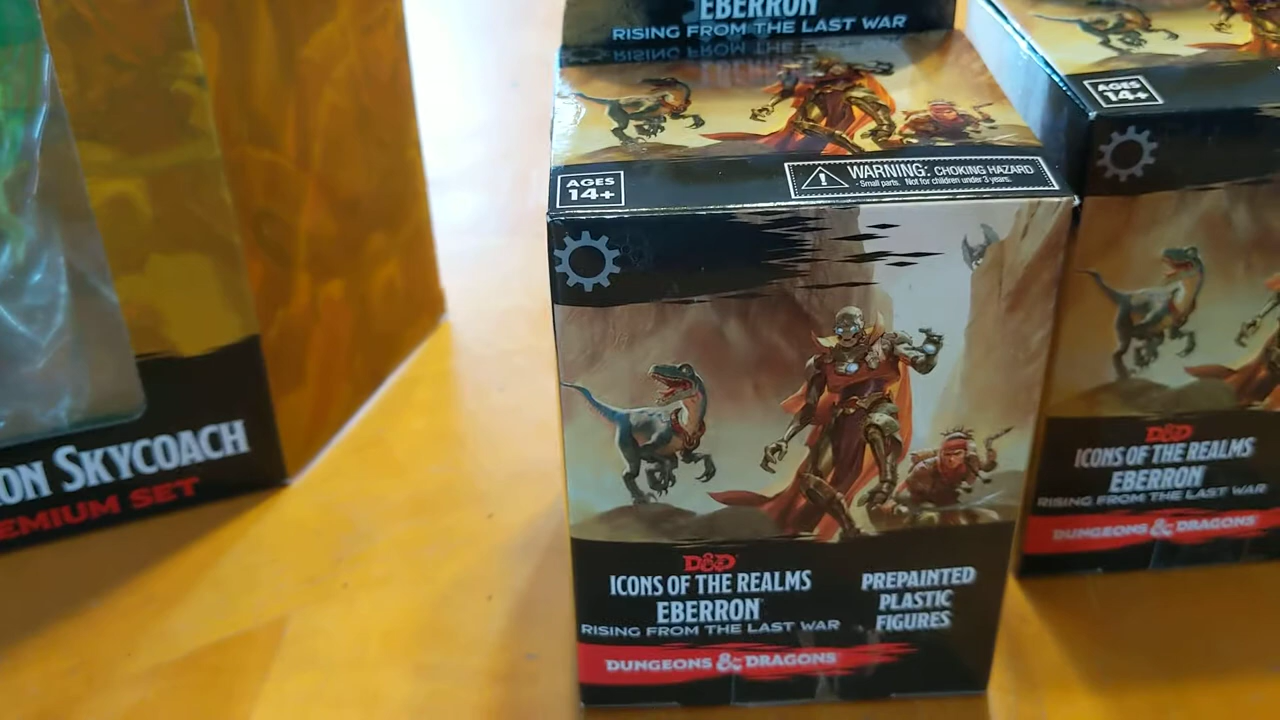 EBERRON
RISING FROM THE LAST WAR
AGES
14+
WARNING: CHOKING HAZARD
- Small parts. Not for children under 3 years.
D&D
ICONS OF THE REALMS
EBERRON
RISING FROM THE LAST WAR
PREPAINTED
PLASTIC
FIGURES
DUNGEONS & DRAGONS
AGES
14+
D&D
ICONS OF THE REALMS
EBERRON
RISING FROM THE LAST WAR
DUNGEONS & DRAGONS
ON SKYCOACH
EMIUM SET